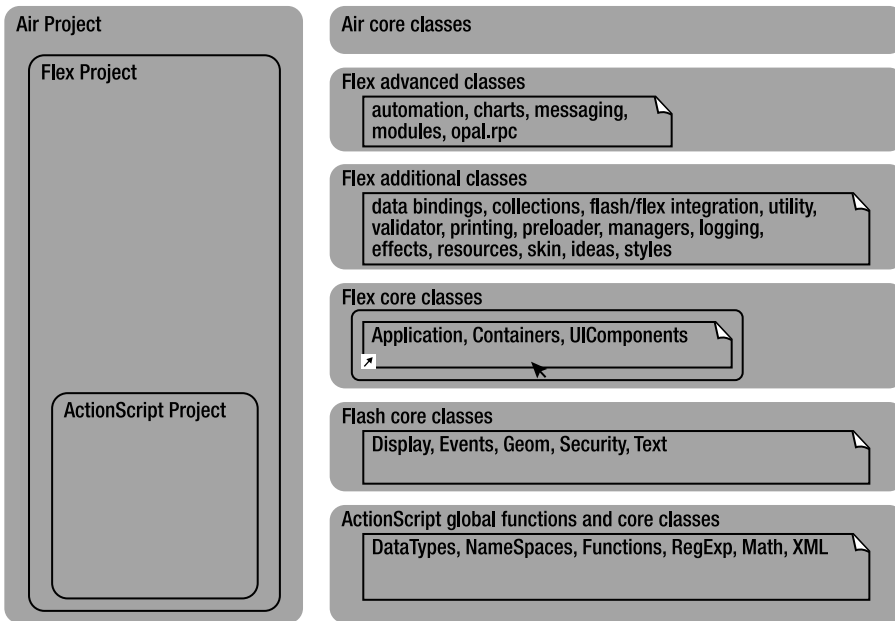 Air Project
Flex Project
ActionScript Project
Air core classes
Flex advanced classes
automation, charts, messaging,
modules, opal.rpc
Flex additional classes
data bindings, collections, flash/flex integration, utility,
validator, printing, preloader, managers, logging,
effects, resources, skin, ideas, styles
Flex core classes
Application, Containers, UIComponents
Flash core classes
Display, Events, Geom, Security, Text
ActionScript global functions and core classes
DataTypes, NameSpaces, Functions, RegExp, Math, XML